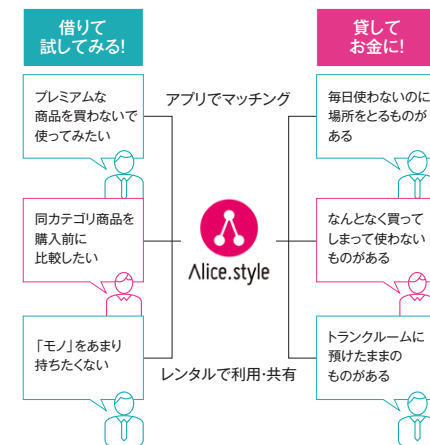 借りて
試してみる!
プレミアムな
商品を買わないで
使ってみたい
同カテゴリ商品を
購入前に
比較したい
「モノ」をあまり
持ちたくない
アプリでマッチング
Alice.style
レンタルで利用・共有
貸して
お金に!
毎日使わないのに
場所をとるものが
ある
なんとなく買って
しまって使わない
ものがある
トランクルームに
預けたままの
ものがある